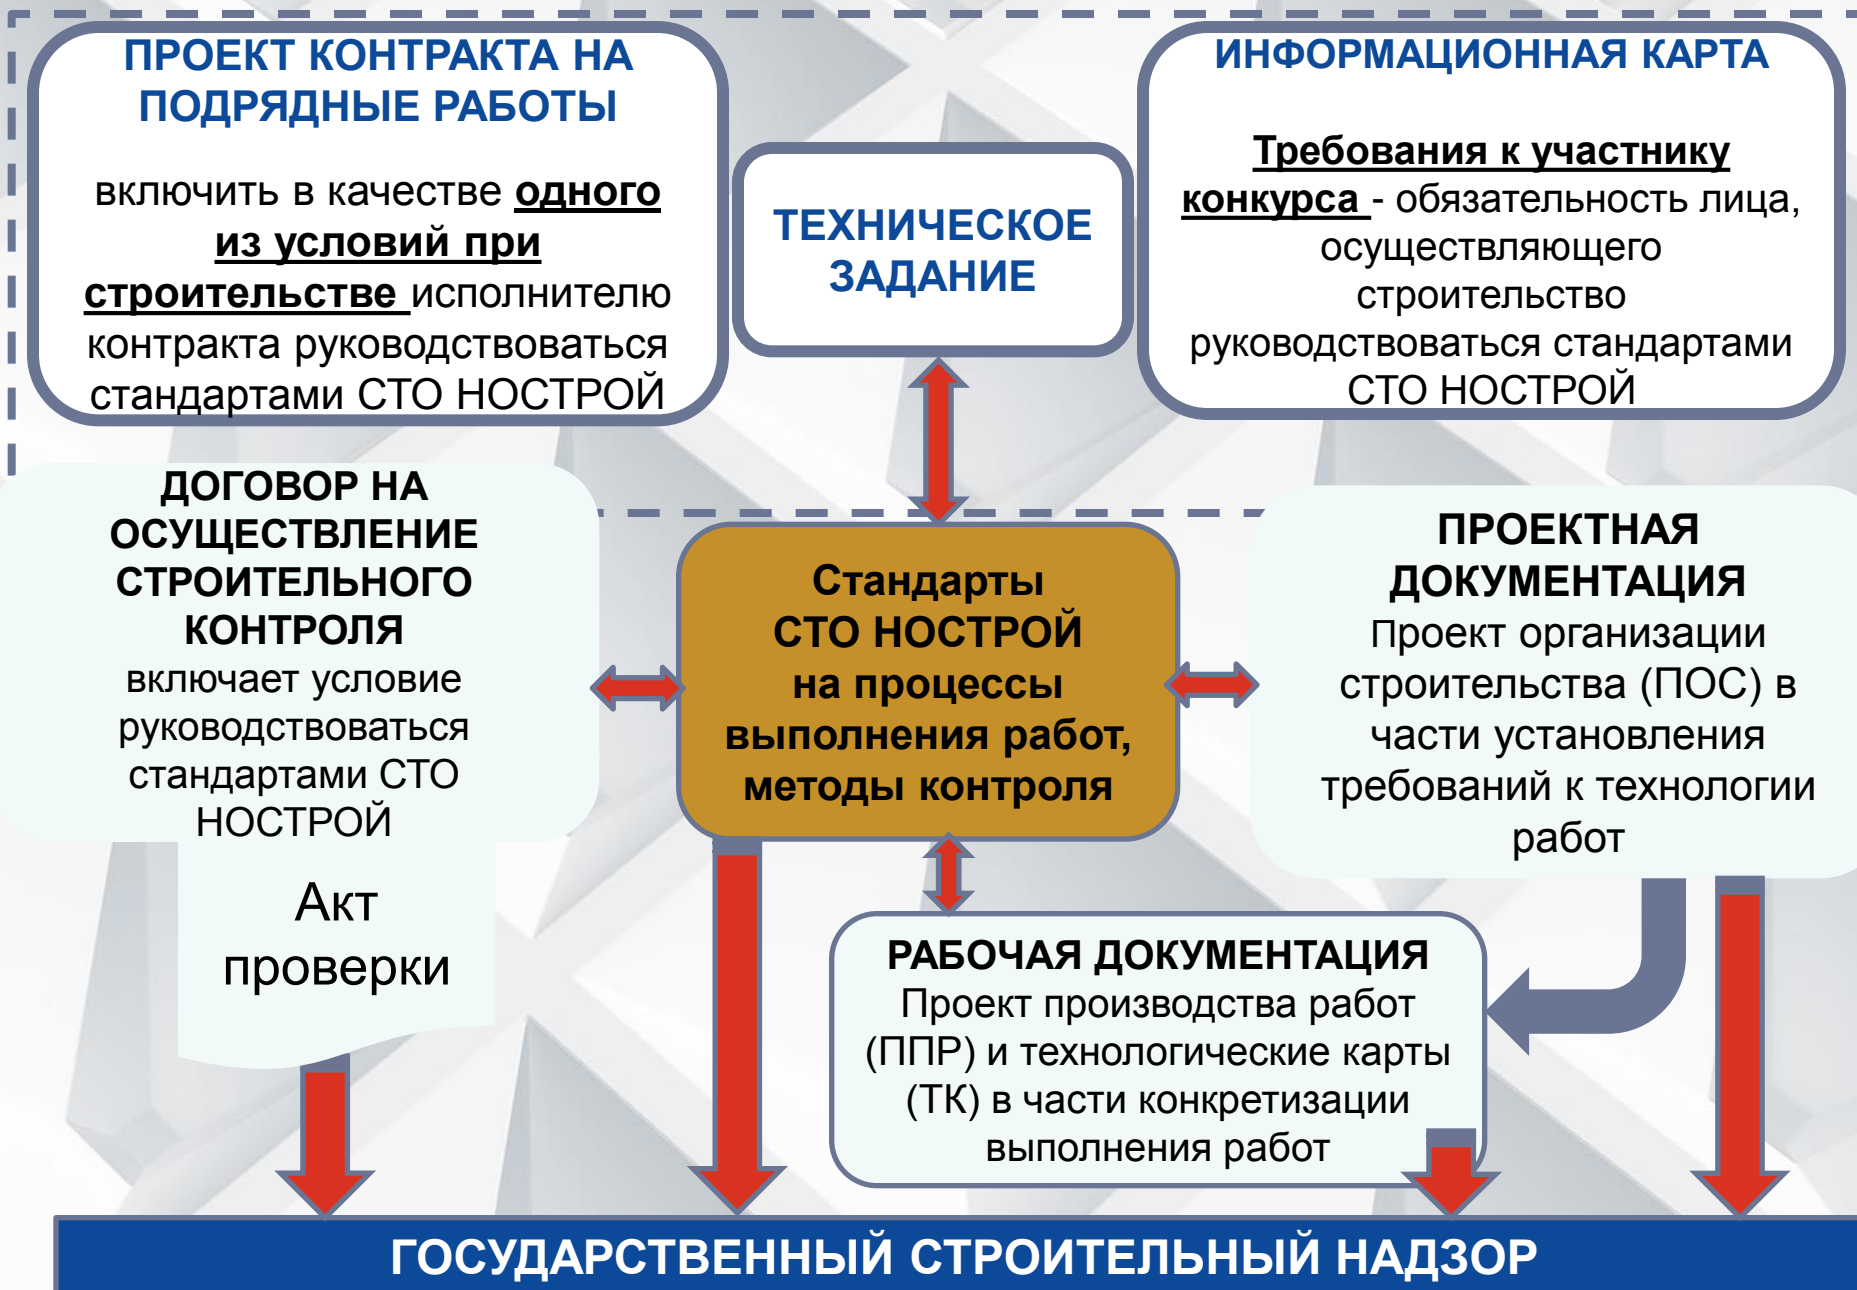 ПРОЕКТ КОНТРАКТА НА
ПОДРЯДНЫЕ РАБОТЫ
включить в качестве одного
из условий при
строительстве исполнителю
контракта руководствоваться
стандартами СТО НОСТРОЙ
ТЕХНИЧЕСКОЕ
ЗАДАНИЕ
ИНФОРМАЦИОННАЯ КАРТА
Требования к участнику
конкурса - обязательность лица,
осуществляющего
строительство
руководствоваться стандартами
СТО НОСТРОЙ
ДОГОВОР НА
ОСУЩЕСТВЛЕНИЕ
СТРОИТЕЛЬНОГО
КОНТРОЛЯ
включает условие
руководствоваться
стандартами СТО
НОСТРОЙ
Акт
проверки
Стандарты
СТО НОСТРОЙ
на процессы
выполнения работ,
методы контроля
ПРОЕКТНАЯ
ДОКУМЕНТАЦИЯ
Проект организации
строительства (ПОС) в
части установления
требований к технологии
работ
РАБОЧАЯ ДОКУМЕНТАЦИЯ
Проект производства работ
(ППР) и технологические карты
(ТК) в части конкретизации
выполнения работ
ГОСУДАРСТВЕННЫЙ СТРОИТЕЛЬНЫЙ НАДЗОР